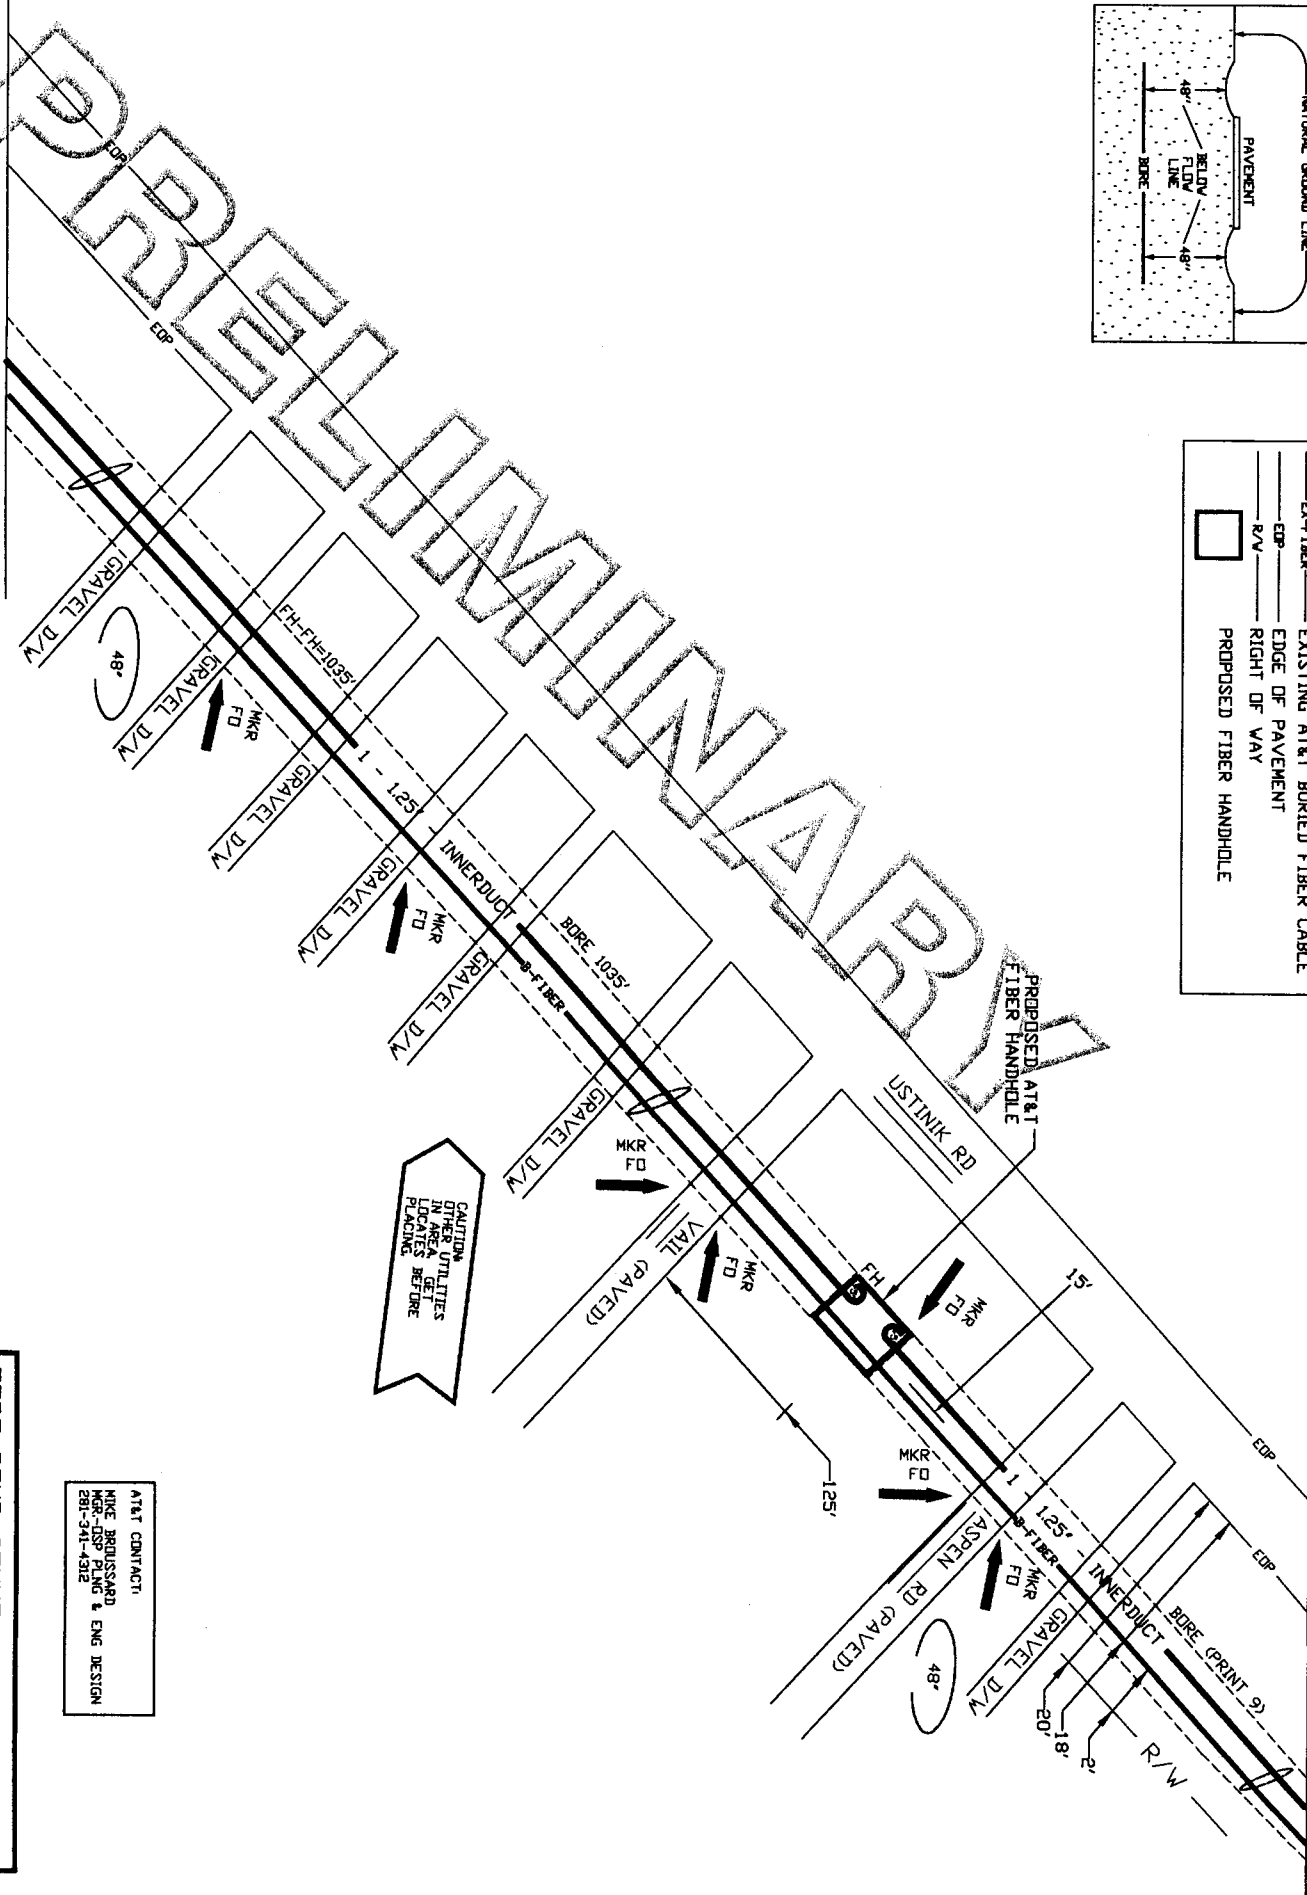 NATURAL GROUND LINE
PAVEMENT
48"
BELOW
FLOW
LINE
48"
BORE
EXISTING AT&T BURIED FIBER CABLE
EOP
EDGE OF PAVEMENT
R/W
RIGHT OF WAY
PROPOSED FIBER HANDHOLE
PRELIMINARY
EOP
EOP
EOP
EOP
EOP
USTINIK RD
PROPOSED AT&T
FIBER HANDHOLE
FH-FH=1035'
1 - 1.25" - INNERDUCT
BORE 1035'
B-FIBER
FH
15'
1 - 1.25" - INNERDUCT
BORE (PRINT 9)
B-FIBER
GRAVEL D/W
GRAVEL D/W
GRAVEL D/W
GRAVEL D/W
GRAVEL D/W
GRAVEL D/W
VAIL (PAVED)
ASPEN RD (PAVED)
GRAVEL D/W
48"
48"
MKR
FO
MKR
FO
MKR
FO
MKR
FO
MKR
FO
MKR
FO
MKR
FO
125'
20'
18'
2'
R/W
CAUTION:
OTHER UTILITIES
IN AREA. GET
LOCATES BEFORE
PLACING.
AT&T CONTACT:
MIKE BROUSSARD
MGR.-OSP PLNG & ENG DESIGN
281-341-4312